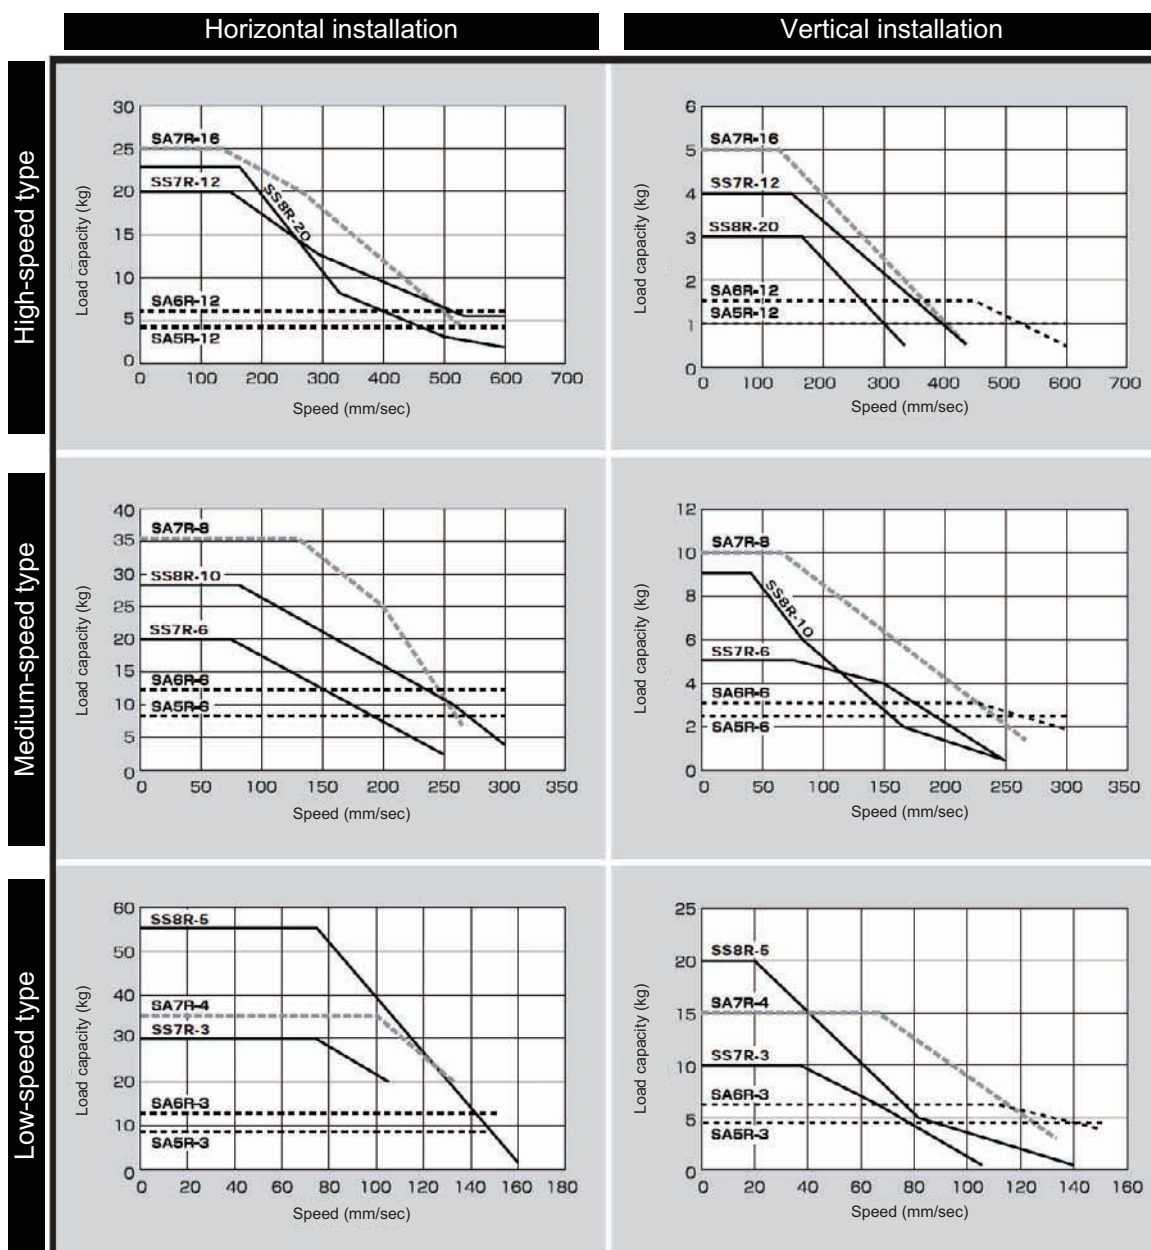 Horizontal installation
Vertical installation
High-speed type
Load capacity (kg)
30
25
20
15
10
5
0
SA7R-16
SS7R-12
SS8R-20
SA6R-12
SA5R-12
0 100 200 300 400 500 600 700
Speed (mm/sec)
Load capacity (kg)
6
5
4
3
2
1
0
SA7R-16
SS7R-12
SS8R-20
SA6R-12
SA5R-12
0 100 200 300 400 500 600 700
Speed (mm/sec)
Medium-speed type
Load capacity (kg)
40
35
30
25
20
15
10
5
0
SA7R-8
SS8R-10
SS7R-6
SA6R-6
SA5R-6
0 50 100 150 200 250 300 350
Speed (mm/sec)
Load capacity (kg)
12
10
8
6
4
2
0
SA7R-8
SS8R-10
SS7R-6
SA6R-6
SA5R-6
0 50 100 150 200 250 300 350
Speed (mm/sec)
Low-speed type
Load capacity (kg)
60
50
40
30
20
10
0
SS8R-5
SA7R-4
SS7R-3
SA6R-3
SA5R-3
0 20 40 60 80 100 120 140 160 180
Speed (mm/sec)
Load capacity (kg)
25
20
15
10
5
0
SS8R-5
SA7R-4
SS7R-3
SA6R-3
SA5R-3
0 20 40 60 80 100 120 140 160
Speed (mm/sec)